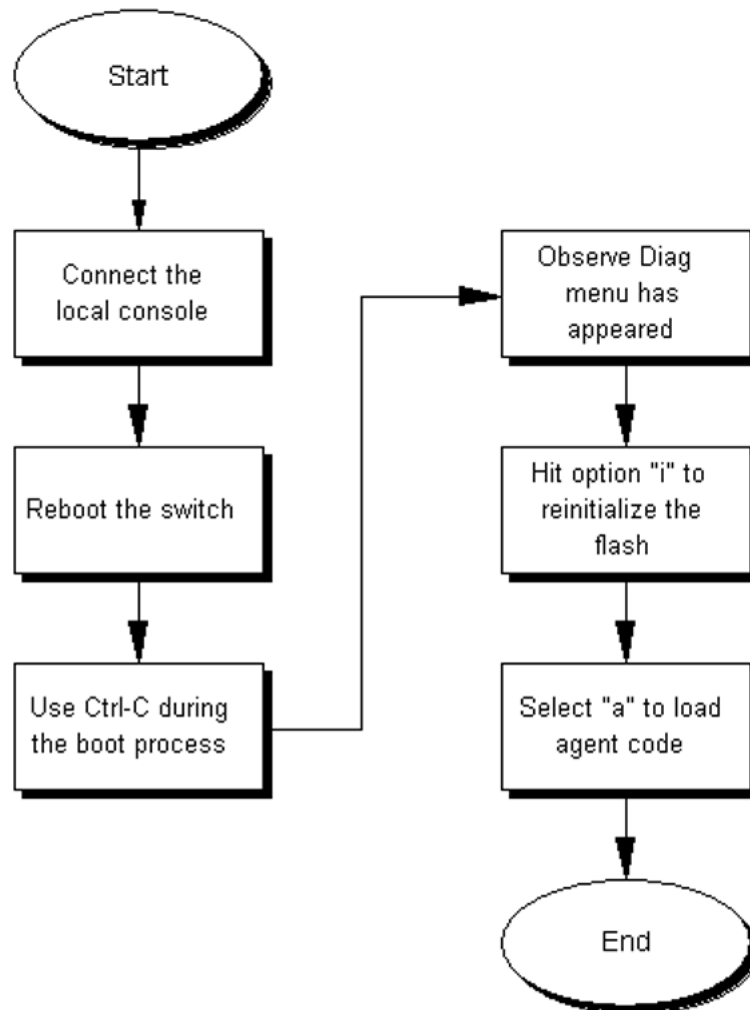 Start
Connect the
local console
Reboot the switch
Use Ctrl-C during
the boot process
Observe Diag
menu has
appeared
Hit option "i" to
reinitialize the
flash
Select "a" to load
agent code
End